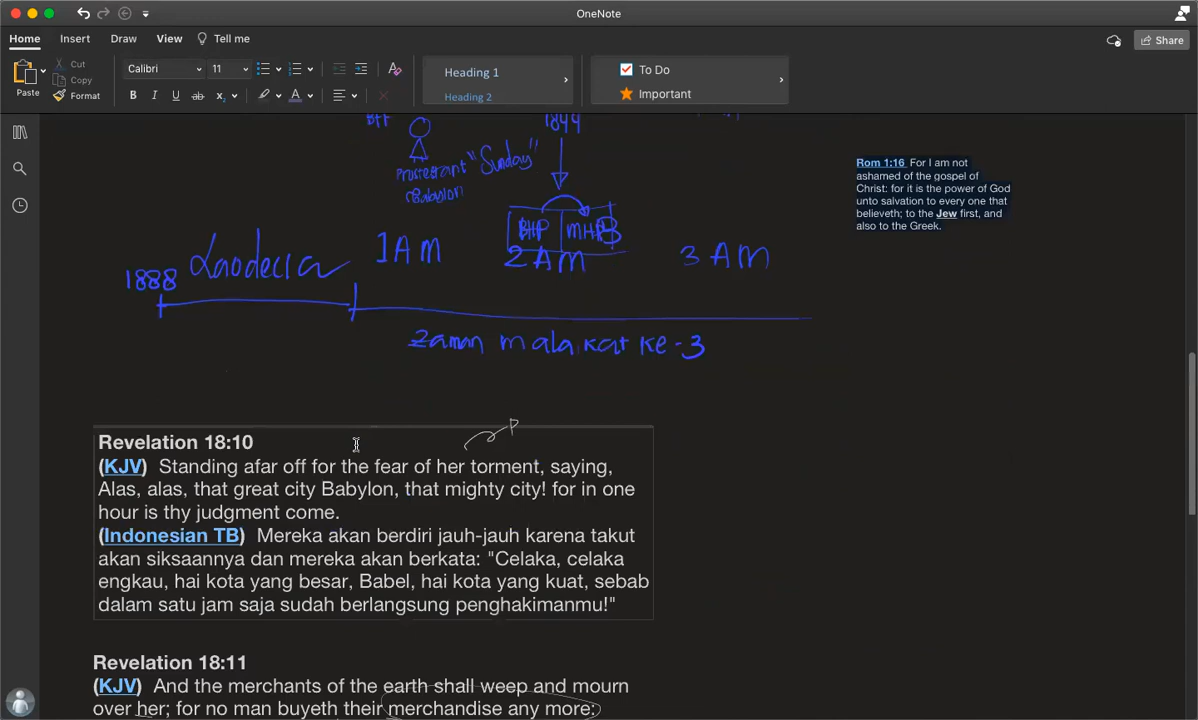 OneNote
Home Insert Draw View Tell me
Share
Paste
Cut
Copy
Format
Calibri 11
B I U ab x₂ A
Heading 1
Heading 2
To Do
Important
1844
Protrestant "Sunday"
Babylon
BHP MHPB
1AM 2AM 3AM
1888 Laodecia
Zaman malaikat ke-3
Rom 1:16 For I am not
ashamed of the gospel of
Christ: for it is the power of God
unto salvation to every one that
believeth; to the Jew first, and
also to the Greek.
P
Revelation 18:10
(KJV) Standing afar off for the fear of her torment, saying,
Alas, alas, that great city Babylon, that mighty city! for in one
hour is thy judgment come.
(Indonesian TB) Mereka akan berdiri jauh-jauh karena takut
akan siksaannya dan mereka akan berkata: "Celaka, celaka
engkau, hai kota yang besar, Babel, hai kota yang kuat, sebab
dalam satu jam saja sudah berlangsung penghakimanmu!"
Revelation 18:11
(KJV) And the merchants of the earth shall weep and mourn
over her; for no man buyeth their merchandise any more: